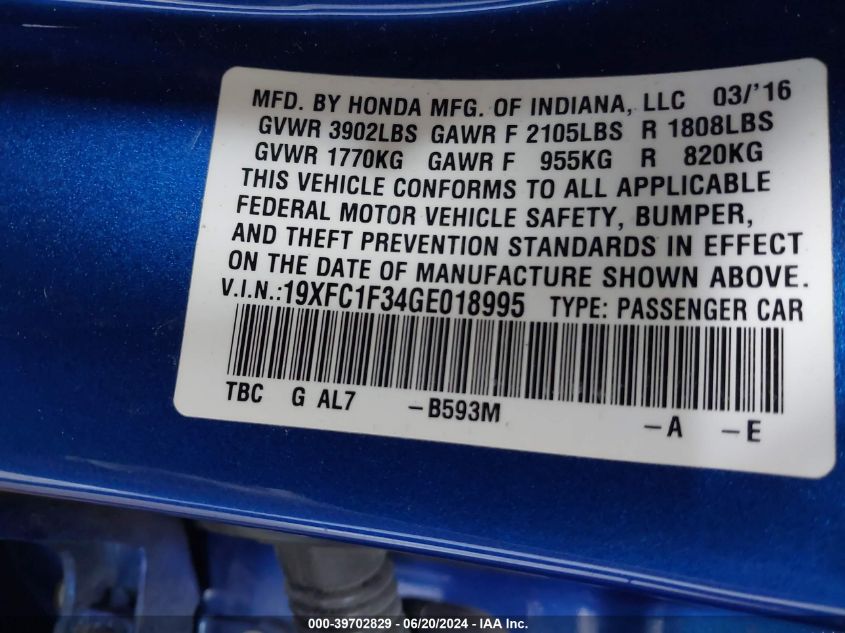 MFD. BY HONDA MFG. OF INDIANA, LLC 03/'16
GVWR 3902LBS GAWR F 2105LBS R 1808LBS
GVWR 1770KG GAWR F 955KG R 820KG
THIS VEHICLE CONFORMS TO ALL APPLICABLE
FEDERAL MOTOR VEHICLE SAFETY, BUMPER,
AND THEFT PREVENTION STANDARDS IN EFFECT
ON THE DATE OF MANUFACTURE SHOWN ABOVE.
V.I.N.:19XFC1F34GE018995 TYPE: PASSENGER CAR
TBC G AL7 -B593M -A -E
000-39702829 - 06/20/2024 - IAA Inc.